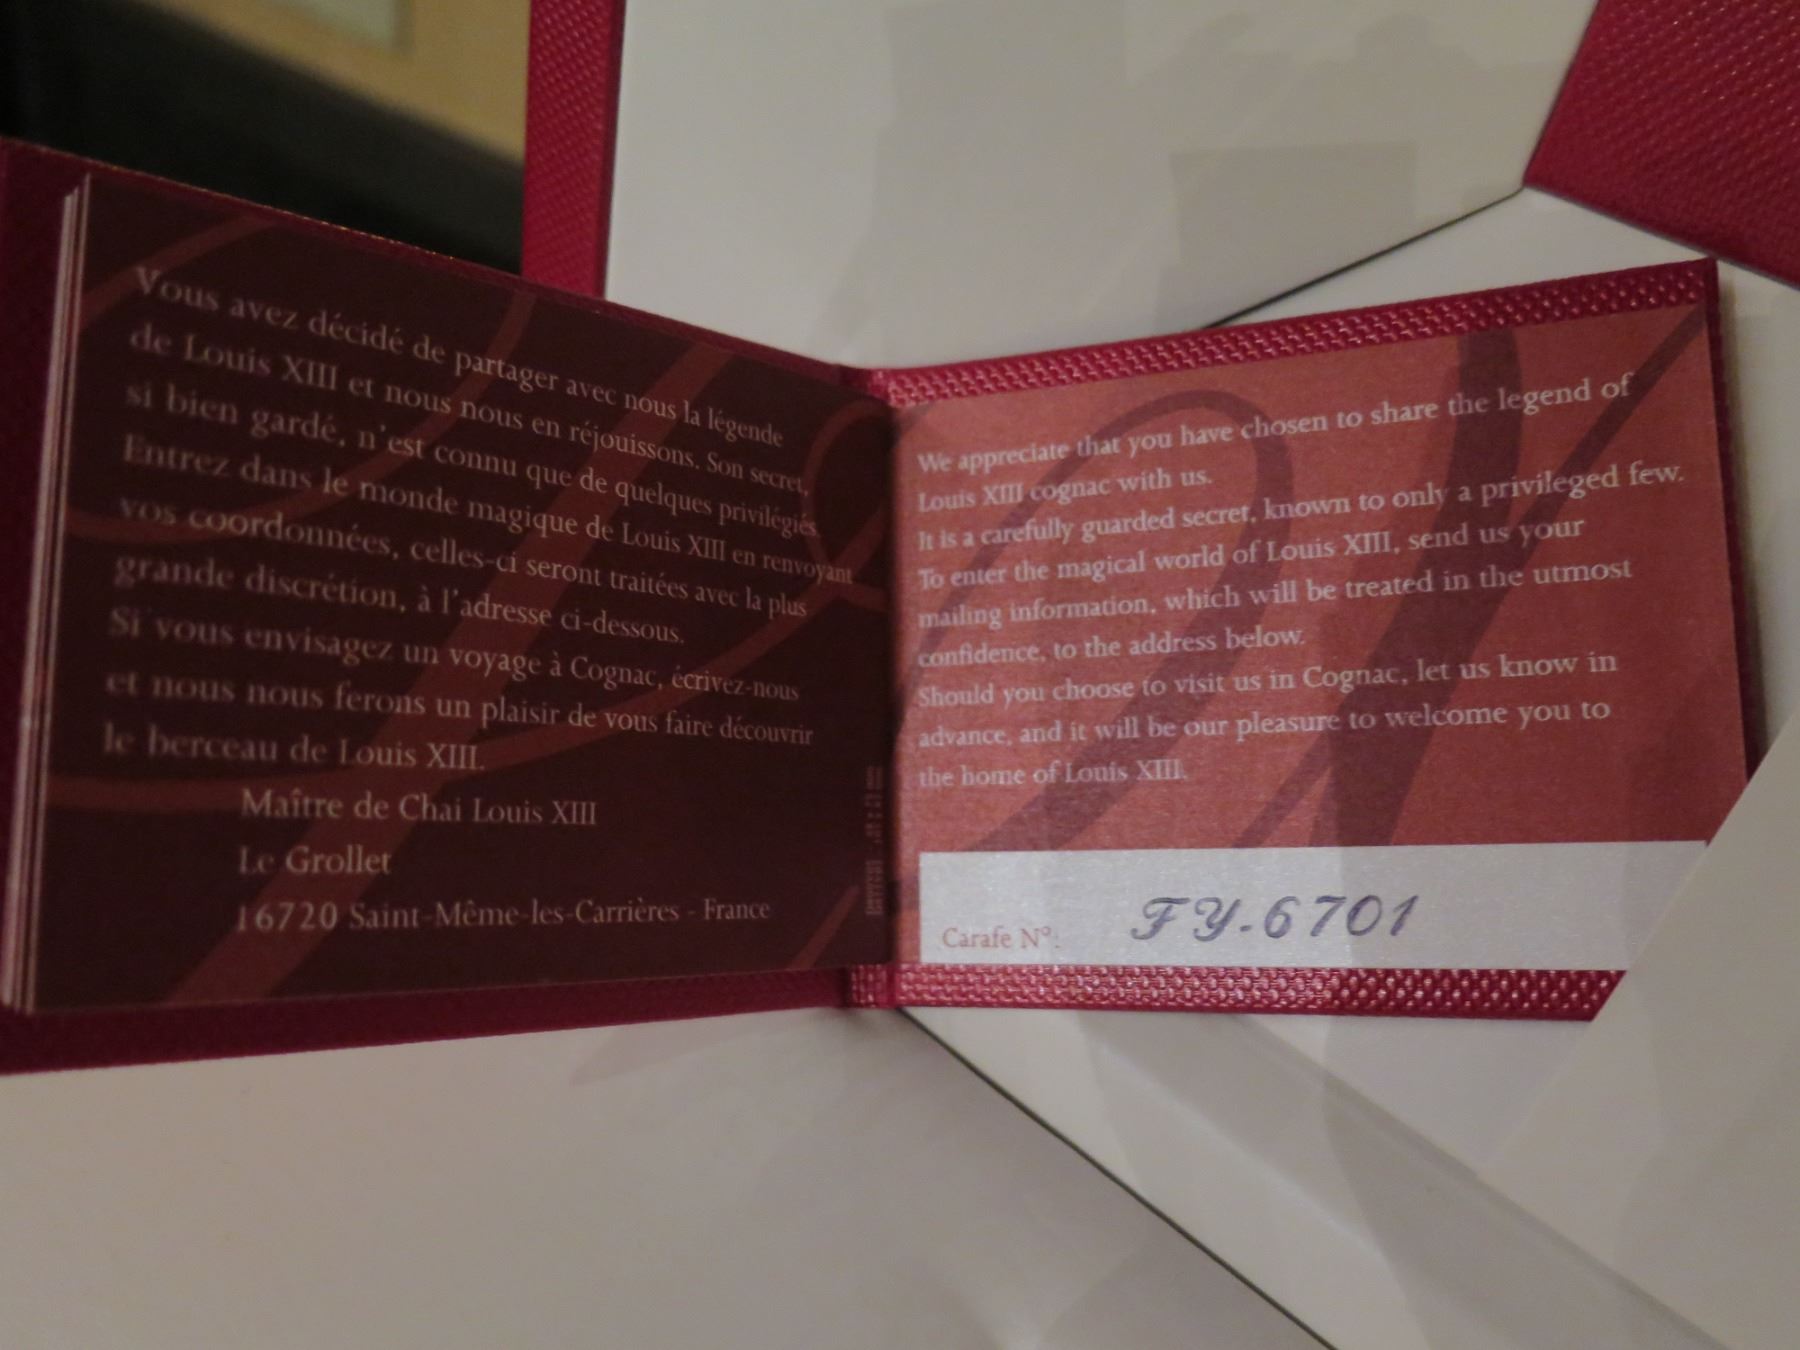 Vous avez décidé de partager avec nous la légende
de Louis XIII et nous nous en réjouissons. Son secret,
si bien gardé, n'est connu que de quelques privilégiés.
Entrez dans le monde magique de Louis XIII en renvoyant
vos coordonnées, celles-ci seront traitées avec la plus
grande discrétion, à l'adresse ci-dessous.
Si vous envisagez un voyage à Cognac, écrivez-nous
et nous nous ferons un plaisir de vous faire découvrir
le berceau de Louis XIII.
Maître de Chai Louis XIII
Le Grollet
16720 Saint-Même-les-Carrières - France
We appreciate that you have chosen to share the legend of
Louis XIII cognac with us.
It is a carefully guarded secret, known to only a privileged few.
To enter the magical world of Louis XIII, send us your
mailing information, which will be treated in the utmost
confidence, to the address below.
Should you choose to visit us in Cognac, let us know in
advance, and it will be our pleasure to welcome you to
the home of Louis XIII.
Carafe N°: FY-6701